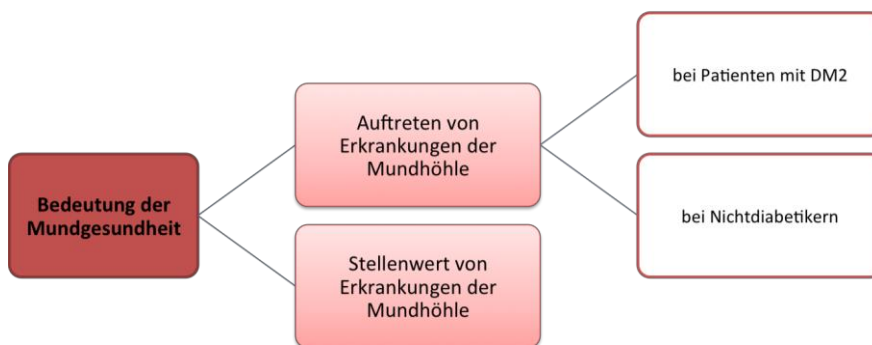 Bedeutung der
Mundgesundheit
Auftreten von
Erkrankungen der
Mundhöhle
Stellenwert von
Erkrankungen der
Mundhöhle
bei Patienten mit DM2
bei Nichtdiabetikern